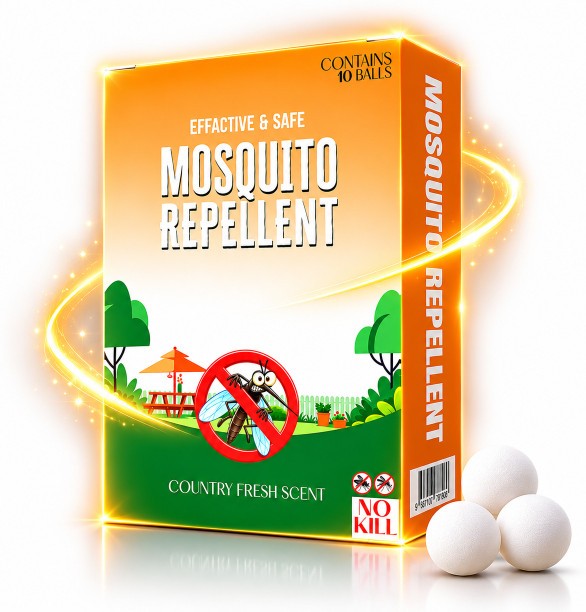 CONTAINS
10 BALLS
EFFACTIVE & SAFE
MOSQUITO
REPELLENT
COUNTRY FRESH SCENT
NO
KILL
MOSQUITO REPELLENT